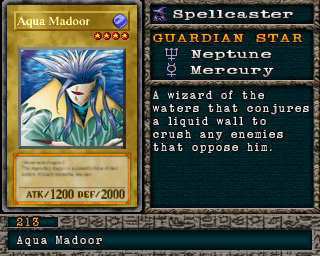 Aqua Madoor
ATK/1200 DEF/2000
Spellcaster
GUARDIAN STAR
Neptune
Mercury
A wizard of the
waters that conjures
a liquid wall to
crush any enemies
that oppose him.
213
Aqua Madoor